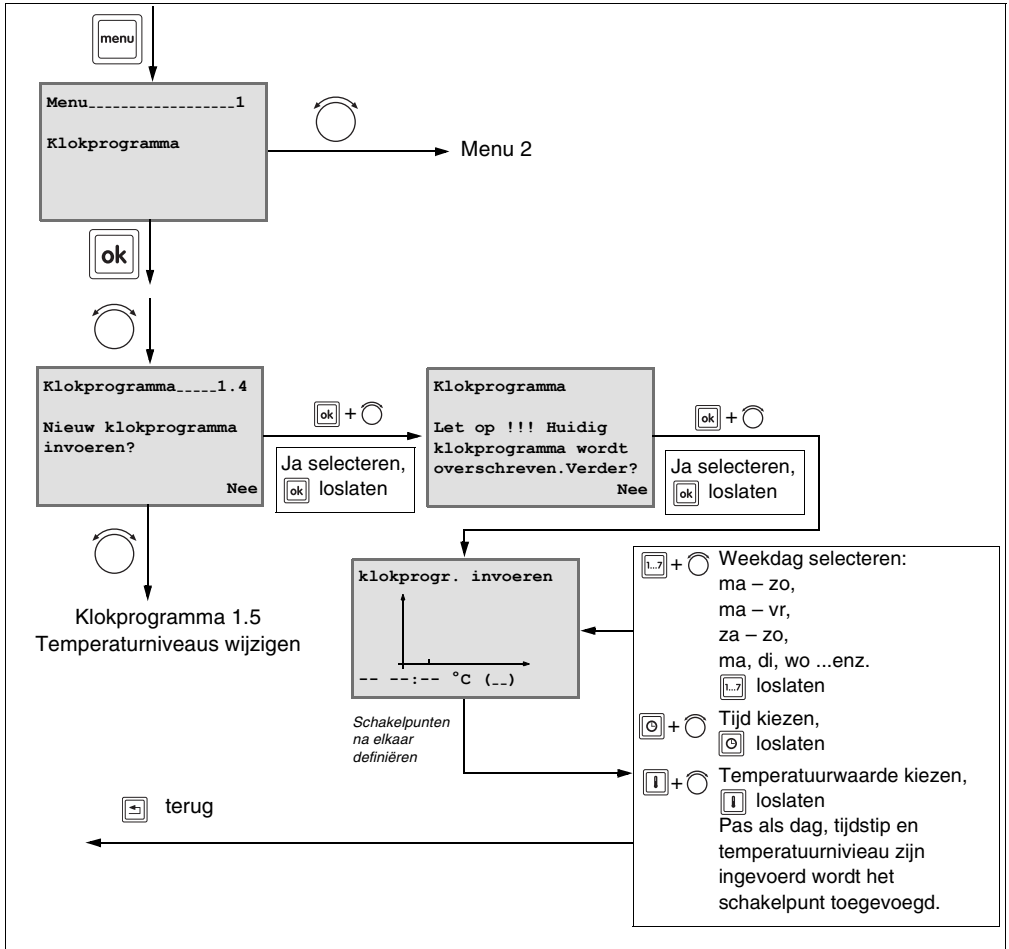 menu
Menu__________________1
Klokprogramma
Menu 2
ok
Klokprogramma_____1.4
Nieuw klokprogramma
invoeren?
Nee
ok +
Ja selecteren,
ok loslaten
Klokprogramma
Let op !!! Huidig
klokprogramma wordt
overschreven.Verder?
Nee
ok +
Ja selecteren,
ok loslaten
Klokprogramma 1.5
Temperaturniveaus wijzigen
klokprogr. invoeren
-- --:-- °C (__)
Schakelpunten
na elkaar
definiëren
1...7 + Weekdag selecteren:
ma – zo,
ma – vr,
za – zo,
ma, di, wo ...enz.
1...7 loslaten
+ Tijd kiezen,
loslaten
+ Temperatuurwaarde kiezen,
loslaten
Pas als dag, tijdstip en
temperatuurnivieau zijn
ingevoerd wordt het
schakelpunt toegevoegd.
terug